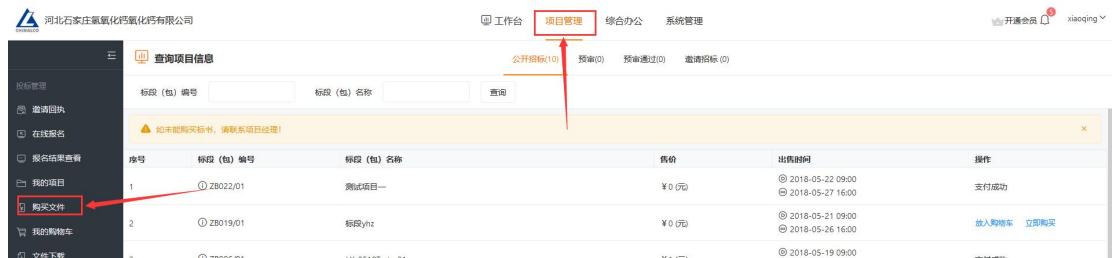 CHINALCO
河北石家庄氩氧化钙氧化钙有限公司
工作台 项目管理 综合办公 系统管理
开通会员 5 xiaoqing
查询项目信息
公开招标(10) 预审(0) 预审通过(0) 邀请招标 (0)
投标管理
标段（包）编号 标段（包）名称 查询
邀请回执
在线报名
如未能购买标书，请联系项目经理！ ×
报名结果查看
序号 标段（包）编号 标段（包）名称 售价 出售时间 操作
我的项目
1 ZB022/01 测试项目一 ¥ 0 (元) 2018-05-22 09:00 支付成功
2018-05-27 16:00
购买文件
2 ZB019/01 标段yhz ¥ 0 (元) 2018-05-21 09:00 放入购物车 立即购买
2018-05-26 16:00
我的购物车
文件下载
2018-05-19 09:00